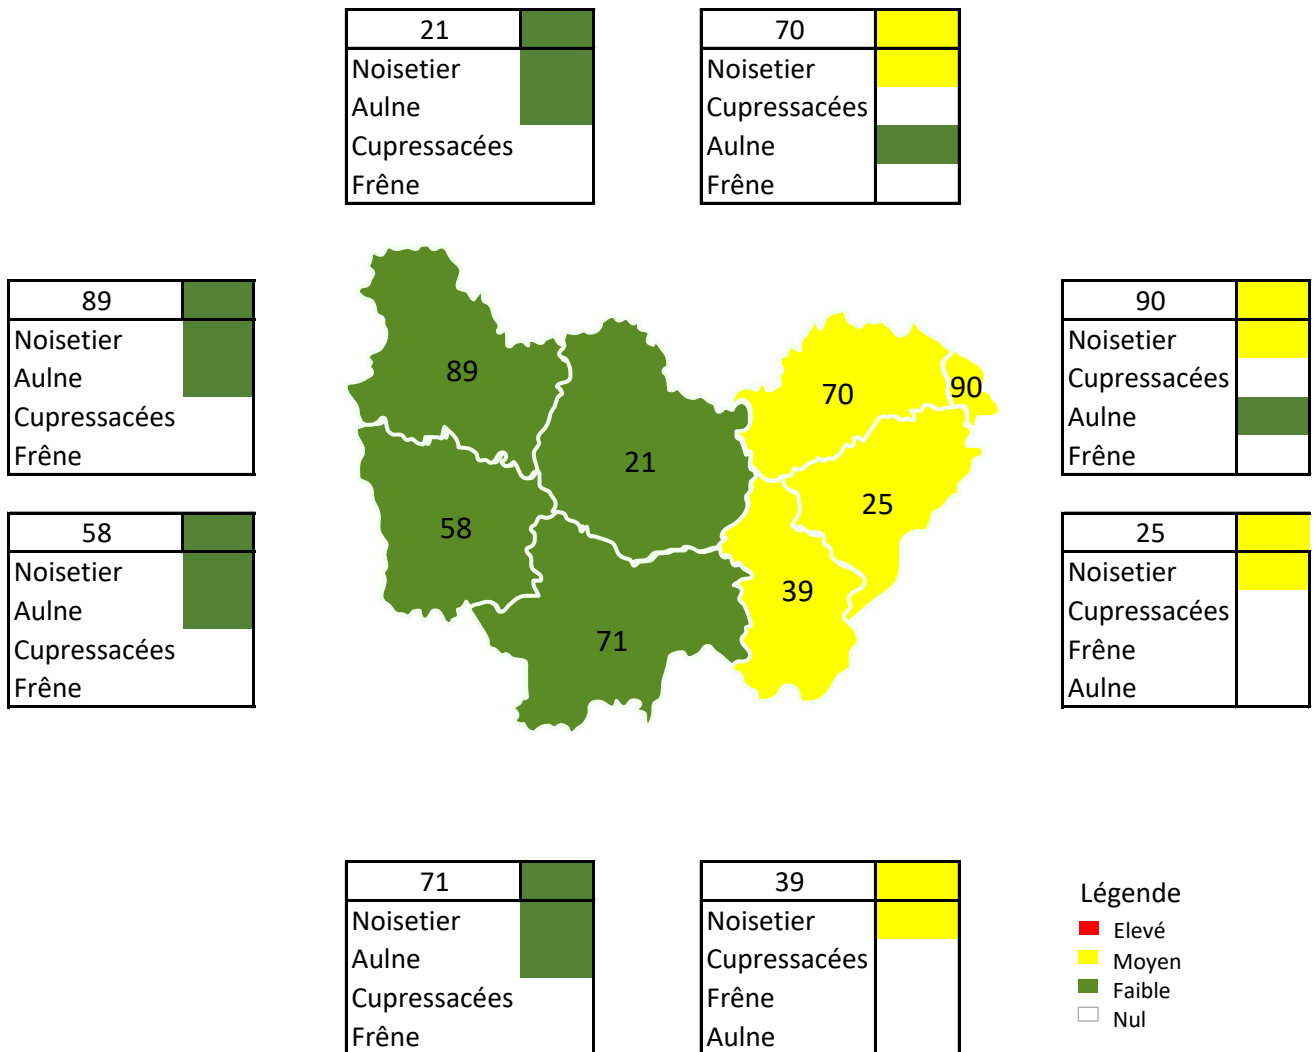 21
Noisetier
Aulne
Cupressacées
Frêne
70
Noisetier
Cupressacées
Aulne
Frêne
89
Noisetier
Aulne
Cupressacées
Frêne
58
Noisetier
Aulne
Cupressacées
Frêne
89
21
70
90
58
25
39
71
90
Noisetier
Cupressacées
Aulne
Frêne
25
Noisetier
Cupressacées
Frêne
Aulne
71
Noisetier
Aulne
Cupressacées
Frêne
39
Noisetier
Cupressacées
Frêne
Aulne
Légende
Elevé
Moyen
Faible
Nul